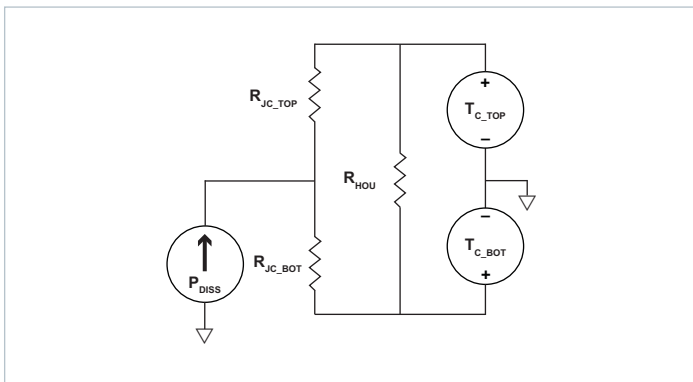 R_JC_TOP
+
T_C_TOP
–
R_HOU
–
T_C_BOT
+
R_JC_BOT
P_DISS